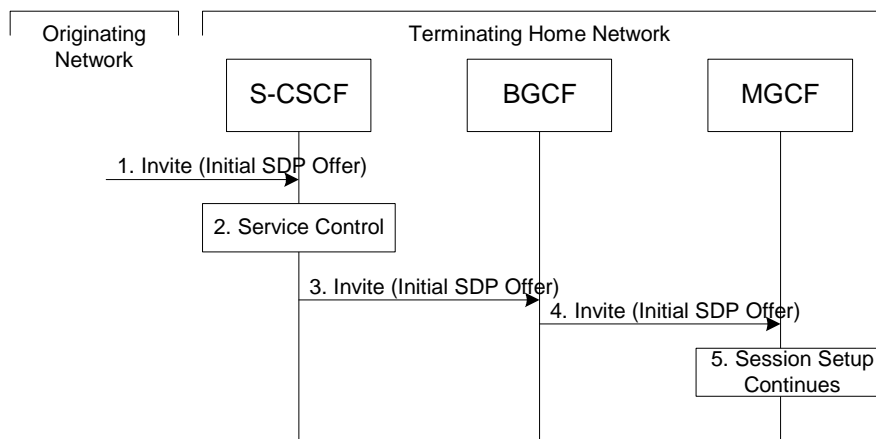 Originating
Network
Terminating Home Network
S-CSCF
BGCF
MGCF
1. Invite (Initial SDP Offer)
2. Service Control
3. Invite (Initial SDP Offer)
4. Invite (Initial SDP Offer)
5. Session Setup
Continues